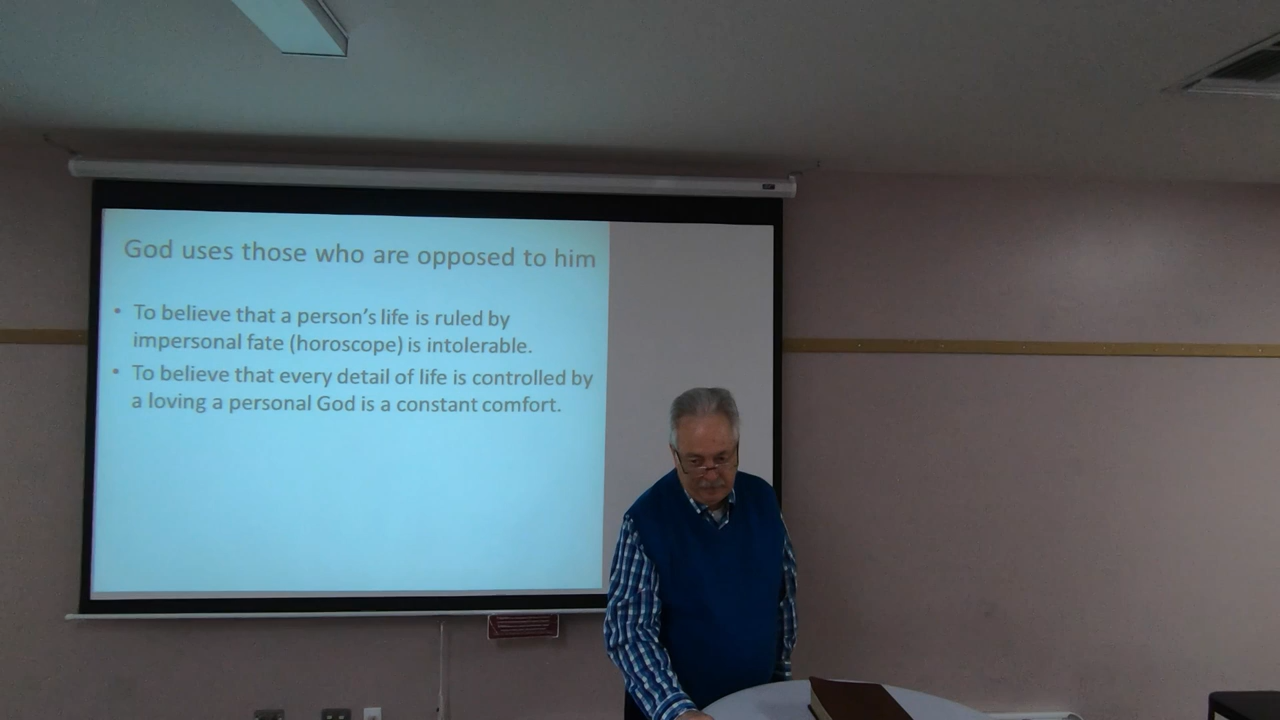 God uses those who are opposed to him
• To believe that a person's life is ruled by
impersonal fate (horoscope) is intolerable.
• To believe that every detail of life is controlled by
a loving a personal God is a constant comfort.